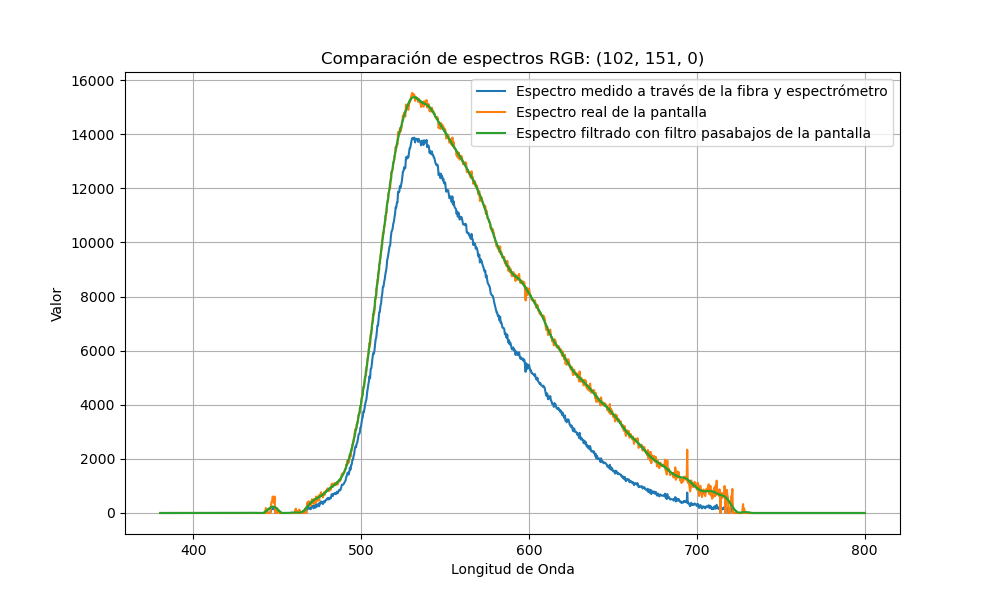 Comparación de espectros RGB: (102, 151, 0)
16000
14000
12000
10000
8000
6000
4000
2000
0
Valor
Espectro medido a través de la fibra y espectrómetro
Espectro real de la pantalla
Espectro filtrado con filtro pasabajos de la pantalla
400
500
600
700
800
Longitud de Onda